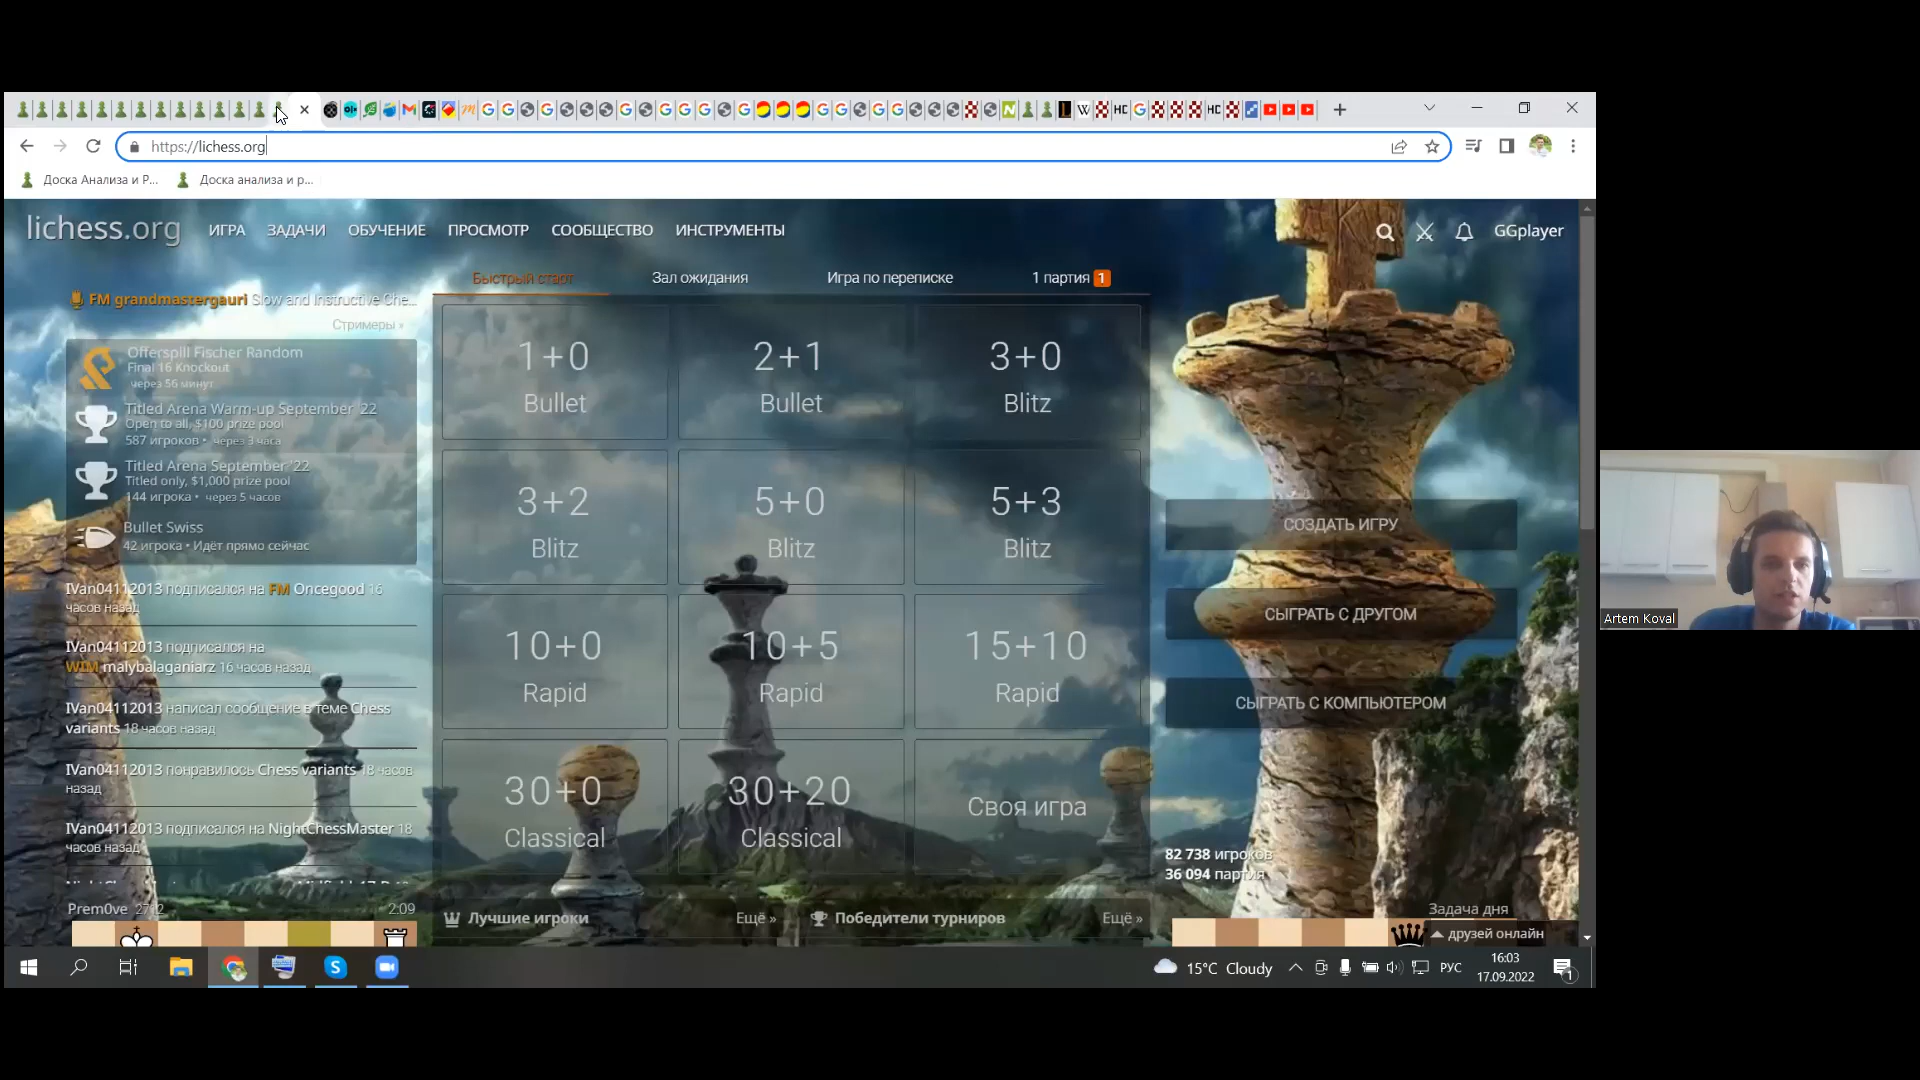 https://lichess.org
Доска Анализа и Р...
Доска анализа и р...
lichess.org
ИГРА
ЗАДАЧИ
ОБУЧЕНИЕ
ПРОСМОТР
СООБЩЕСТВО
ИНСТРУМЕНТЫ
GGplayer
Быстрый старт
Зал ожидания
Игра по переписке
1 партия 1
FM grandmastergauri Slow and Instructive Che...
Стримеры »
Offerspill Fischer Random
Final 16 Knockout
через 56 минут
Titled Arena Warm-up September '22
Open to all, $100 prize pool
587 игроков • через 3 часа
Titled Arena September '22
Titled only, $1,000 prize pool
144 игрока • через 5 часов
Bullet Swiss
42 игрока • Идёт прямо сейчас
IVan04112013 подписался на FM Oncegood 16
часов назад
IVan04112013 подписался на
WIM malybalaganiarz 16 часов назад
IVan04112013 написал сообщение в теме Chess
variants 18 часов назад
IVan04112013 понравилось Chess variants 18 часов
назад
IVan04112013 подписался на NightChessMaster 18
часов назад
Prem0ve 2712
2:09
1+0
Bullet
2+1
Bullet
3+0
Blitz
3+2
Blitz
5+0
Blitz
5+3
Blitz
10+0
Rapid
10+5
Rapid
15+10
Rapid
30+0
Classical
30+20
Classical
Своя игра
СОЗДАТЬ ИГРУ
СЫГРАТЬ С ДРУГОМ
СЫГРАТЬ С КОМПЬЮТЕРОМ
82 738 игроков
36 094 партия
Лучшие игроки
Ещё »
Победители турниров
Ещё »
Задача дня
друзей онлайн
15°C Cloudy
РУС
16:03
17.09.2022
1
Artem Koval